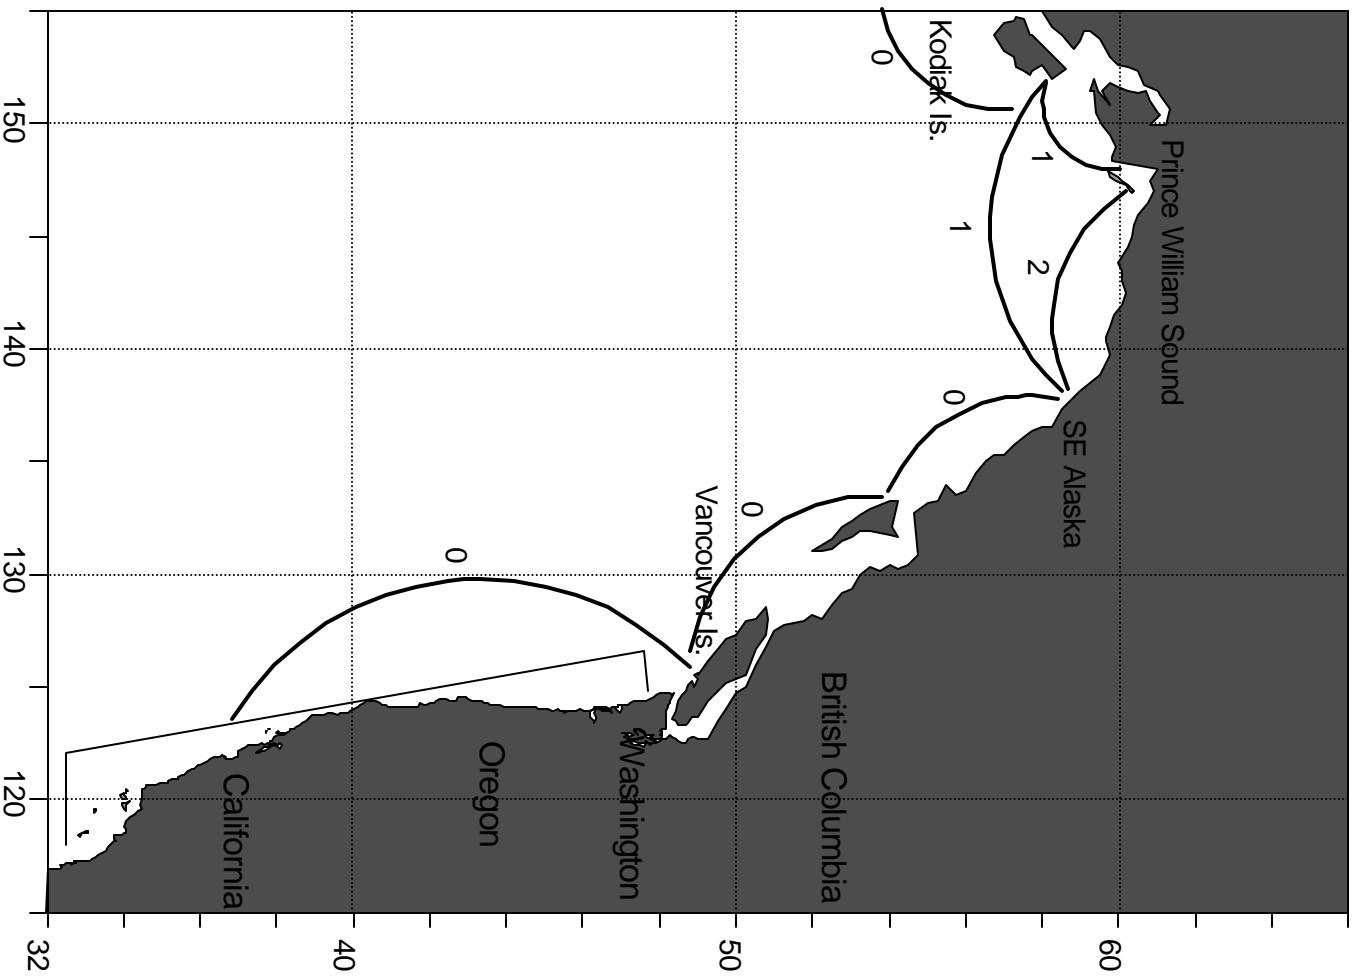 Kodiak Is.
Prince William Sound
SE Alaska
Vancouver Is.
British Columbia
Washington
Oregon
California
0
1
1
2
0
0
0
150
140
130
120
32
40
50
60